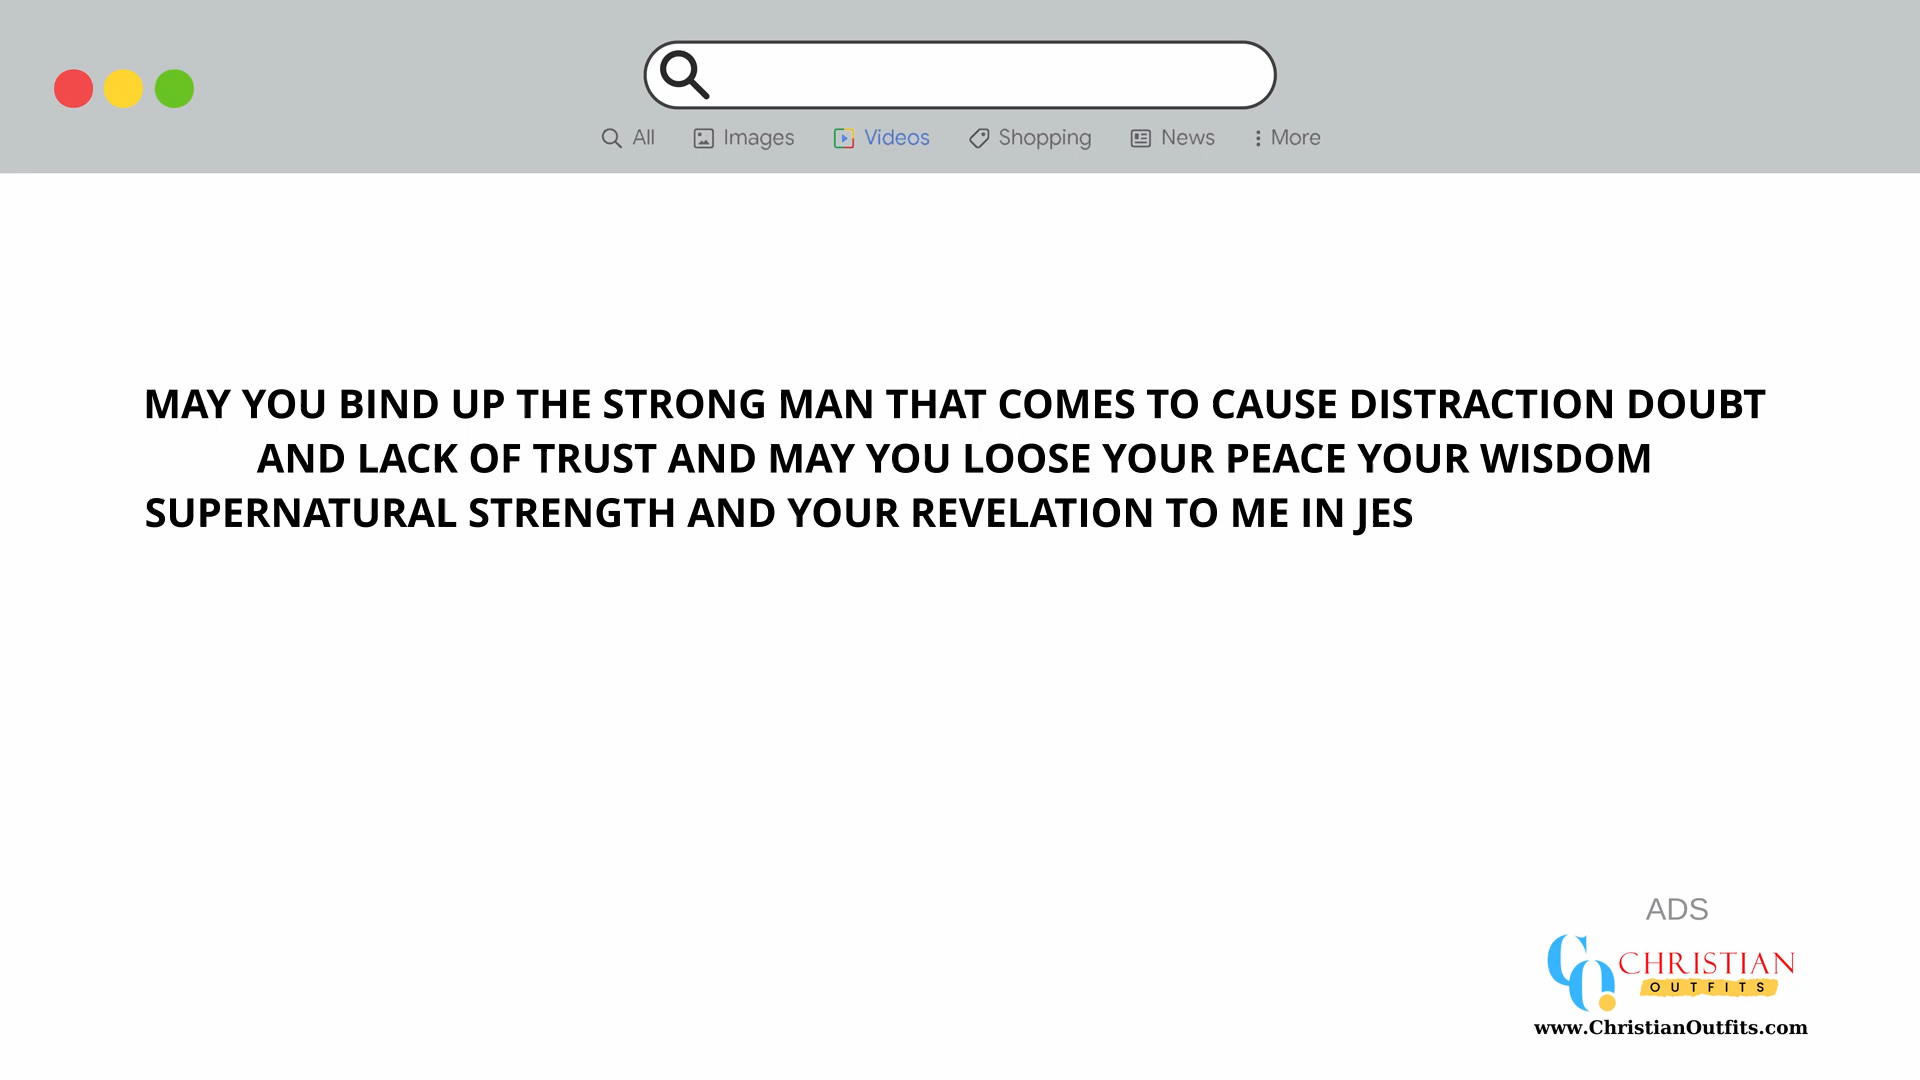 All Images Videos Shopping News More
MAY YOU BIND UP THE STRONG MAN THAT COMES TO CAUSE DISTRACTION DOUBT
AND LACK OF TRUST AND MAY YOU LOOSE YOUR PEACE YOUR WISDOM
SUPERNATURAL STRENGTH AND YOUR REVELATION TO ME IN JES
ADS
CO CHRISTIAN
OUTFITS
www.ChristianOutfits.com